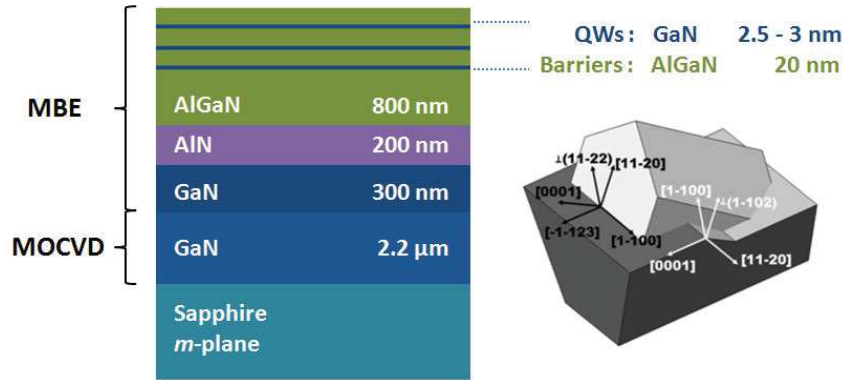 QWs: GaN 2.5 - 3 nm
Barriers: AlGaN 20 nm
MBE
AlGaN 800 nm
AlN 200 nm
GaN 300 nm
MOCVD
GaN 2.2 µm
Sapphire
m-plane
⊥(11-22)
[11-20]
[0001]
[-1-123]
[1-100]
[1-100]
⊥(1-102)
[0001]
[11-20]